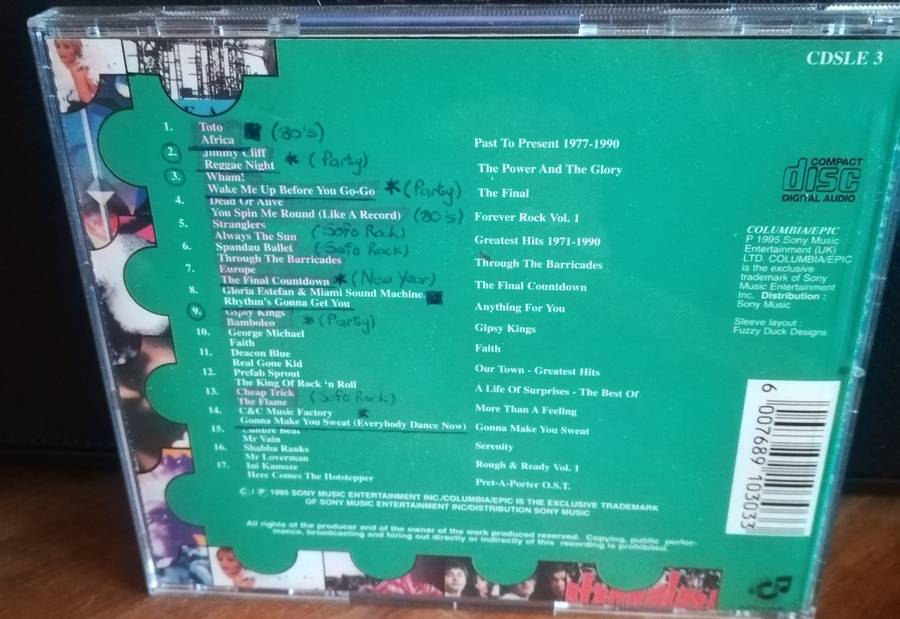 CDSLE 3
1. Toto (80's)
Africa
Past To Present 1977-1990
2. Jimmy Cliff
Reggae Night * (Party)
The Power And The Glory
3. Wham!
Wake Me Up Before You Go-Go * (Party)
The Final
4. Dead Or Alive
You Spin Me Round (Like A Record) (80's)
Forever Rock Vol. 1
5. Stranglers
Always The Sun (Soft Rock)
Greatest Hits 1971-1990
6. Spandau Ballet (Soft Rock)
Through The Barricades
Through The Barricades
7. Europe
The Final Countdown * (New Year)
The Final Countdown
8. Gloria Estefan & Miami Sound Machine
Rhythm's Gonna Get You
Anything For You
9. Gipsy Kings
Bamboleo * (Party)
Gipsy Kings
10. George Michael
Faith
Faith
11. Deacon Blue
Real Gone Kid
Our Town - Greatest Hits
12. Prefab Sprout
The King Of Rock 'n Roll
A Life Of Surprises - The Best Of
13. Cheap Trick
The Flame (Soft Rock)
More Than A Feeling
14. C&C Music Factory *
Gonna Make You Sweat (Everybody Dance Now)
Gonna Make You Sweat
15. Culture Beat
Mr Vain
Serenity
16. Shabba Ranks
Mr Loverman
Rough & Ready Vol. 1
17. Ini Kamoze
Here Comes The Hotstepper
Pret-A-Porter O.S.T.
© / ℗ 1995 SONY MUSIC ENTERTAINMENT INC./COLUMBIA/EPIC IS THE EXCLUSIVE TRADEMARK
OF SONY MUSIC ENTERTAINMENT INC/DISTRIBUTION SONY MUSIC
All rights of the producer and of the owner of the work produced reserved. Copying, public perfor-
mance, broadcasting and hiring out directly or indirectly of this recording is prohibited.
COMPACT
disc
DIGITAL AUDIO
COLUMBIA/EPIC
P 1995 Sony Music
Entertainment (UK)
LTD. COLUMBIA/EPIC
is the exclusive
trademark of Sony
Music Entertainment
Inc. Distribution :
Sony Music
Sleeve layout :
Fuzzy Duck Designs
6 007689 103033